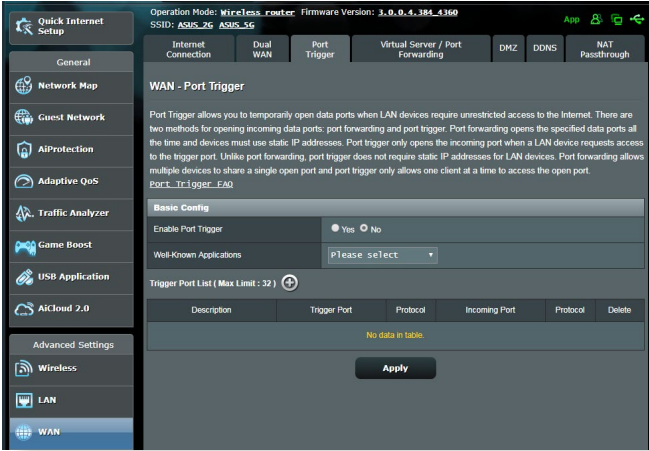 Quick Internet
Setup
Operation Mode: Wireless router Firmware Version: 3.0.0.4.384_4360
SSID: ASUS_2G ASUS_5G
App
Internet
Connection
Dual
WAN
Port
Trigger
Virtual Server / Port
Forwarding
DMZ
DDNS
NAT
Passthrough
General
Network Map
Guest Network
AiProtection
Adaptive QoS
Traffic Analyzer
Game Boost
USB Application
AiCloud 2.0
Advanced Settings
Wireless
LAN
WAN
WAN - Port Trigger
Port Trigger allows you to temporarily open data ports when LAN devices require unrestricted access to the Internet. There are
two methods for opening incoming data ports: port forwarding and port trigger. Port forwarding opens the specified data ports all
the time and devices must use static IP addresses. Port trigger only opens the incoming port when a LAN device requests access
to the trigger port. Unlike port forwarding, port trigger does not require static IP addresses for LAN devices. Port forwarding allows
multiple devices to share a single open port and port trigger only allows one client at a time to access the open port.
Port Trigger FAQ
Basic Config
Enable Port Trigger Yes No
Well-Known Applications Please select
Trigger Port List ( Max Limit : 32 )
Description Trigger Port Protocol Incoming Port Protocol Delete
No data in table.
Apply